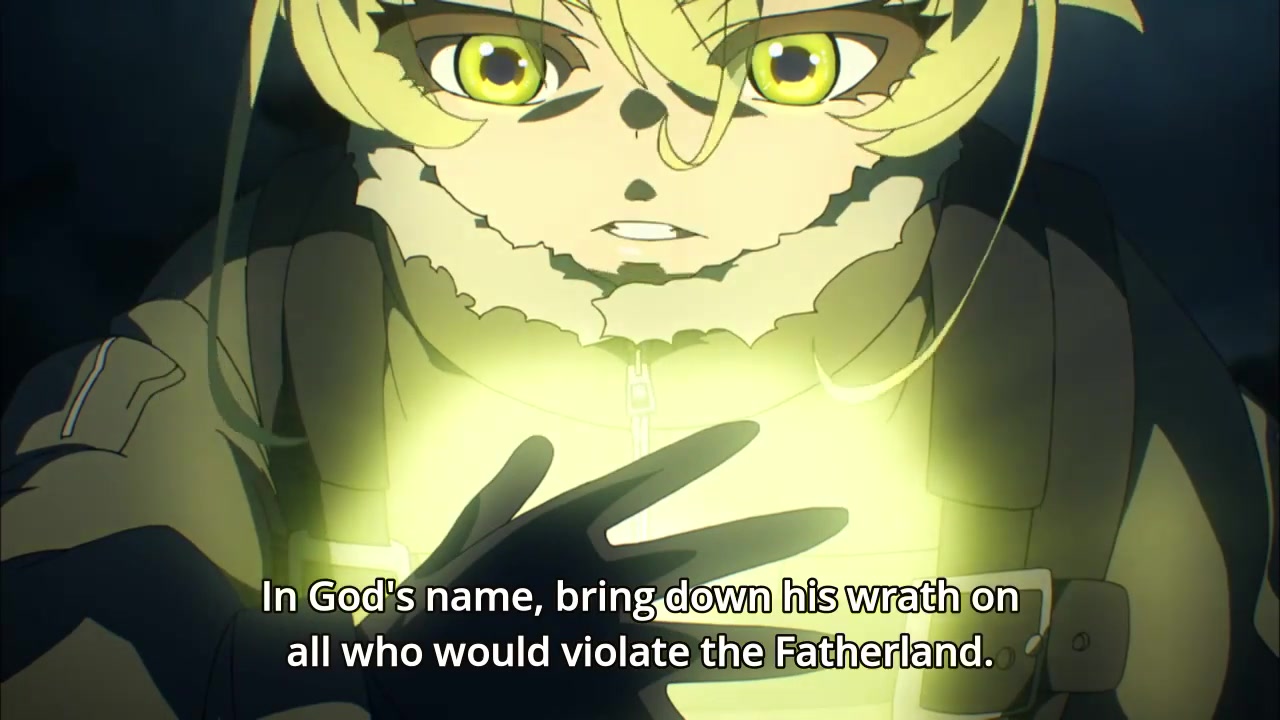 In God's name, bring down his wrath on
all who would violate the Fatherland.